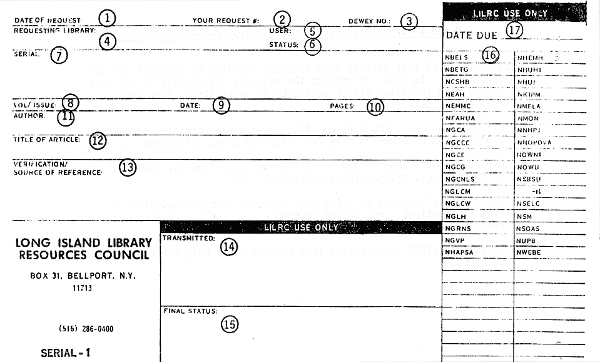 DATE OF REQUEST: 1 YOUR REQUEST #: 2 DEWEY NO.: 3
REQUESTING LIBRARY: 4 USER: 5
STATUS: 6
SERIAL: 7
VOL/ ISSUE: 8 DATE: 9 PAGES: 10
AUTHOR: 11
TITLE OF ARTICLE: 12
VERIFICATION/
SOURCE OF REFERENCE: 13
LILRC USE ONLY
DATE DUE 17
NBELS 16 NHEMH
NBETG NHUHI
NCSHB NHUI
NEAH NKIPM
NEMMC NMELA
NFARUA NMON
NGCA NNHPJ
NGCCC NNOPOVA
NGCE NOWNE
NGCG NOWU
NGCNLS NSBSU
NGLCM
NGLCW NSELC
NGLH NSM
NGRNS NSOAS
NGVP NUPB
NHAPSA NWEBE
LONG ISLAND LIBRARY
RESOURCES COUNCIL
BOX 31, BELLPORT, N.Y.
11713
(516) 286-0400
SERIAL - 1
LILRC USE ONLY
TRANSMITTED: 14
FINAL STATUS: 15